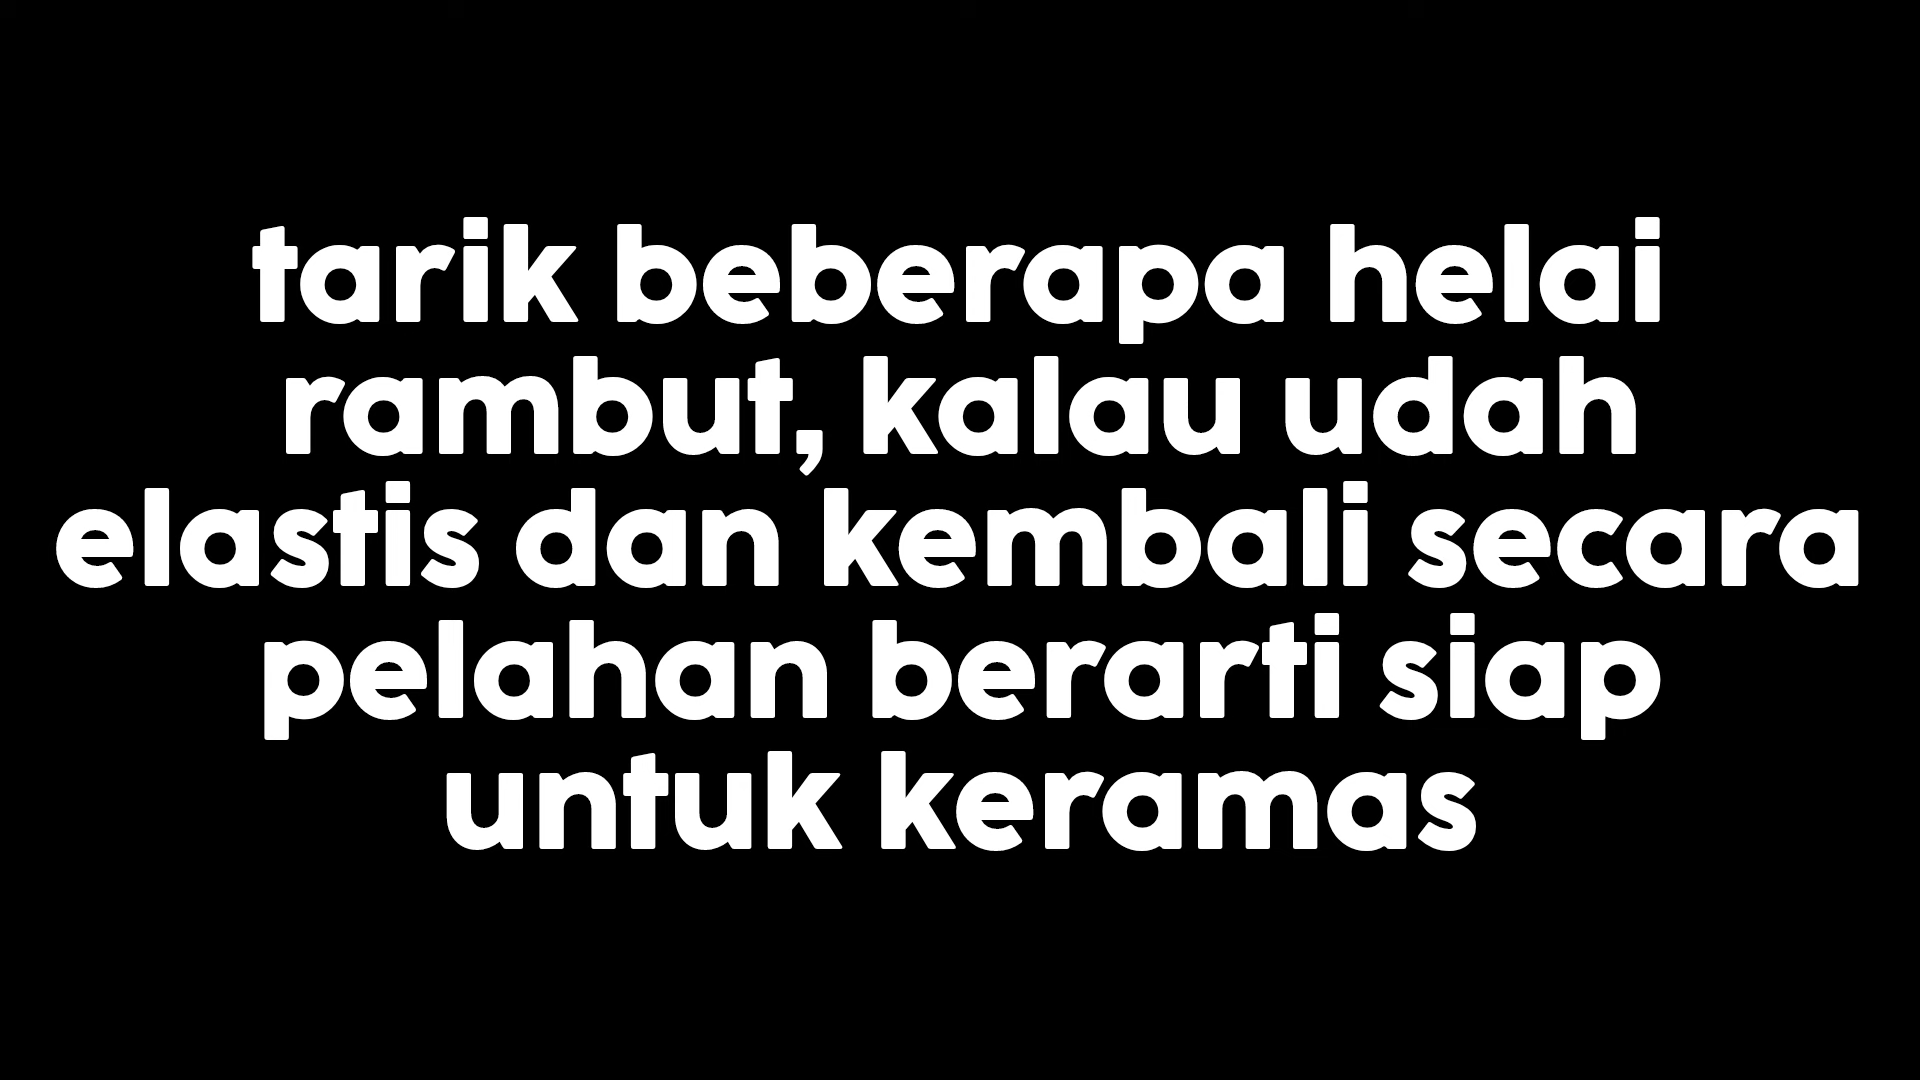 tarik beberapa helai
rambut, kalau udah
elastis dan kembali secara
pelahan berarti siap
untuk keramas